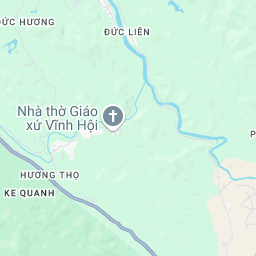 ĐỨC HƯƠNG
ĐỨC LIÊN
Nhà thờ Giáo
xứ Vĩnh Hội
P
HƯƠNG THỌ
KE QUANH